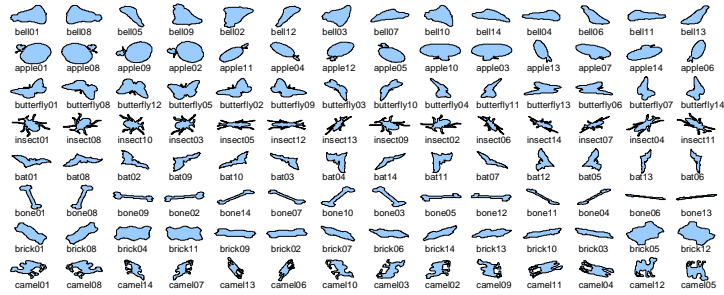 bell01 bell08 bell05 bell09 bell02 bell12 bell03 bell07 bell10 bell14 bell04 bell06 bell11 bell13
apple01 apple08 apple09 apple02 apple11 apple04 apple12 apple05 apple10 apple03 apple13 apple07 apple14 apple06
butterfly01 butterfly08 butterfly12 butterfly05 butterfly02 butterfly09 butterfly03 butterfly10 butterfly04 butterfly11 butterfly13 butterfly06 butterfly07 butterfly14
insect01 insect08 insect10 insect03 insect05 insect12 insect13 insect09 insect02 insect06 insect14 insect07 insect04 insect11
bat01 bat08 bat02 bat09 bat10 bat03 bat04 bat14 bat11 bat07 bat12 bat05 bat13 bat06
bone01 bone08 bone09 bone02 bone14 bone07 bone10 bone03 bone05 bone12 bone11 bone04 bone06 bone13
brick01 brick08 brick04 brick11 brick09 brick02 brick07 brick06 brick14 brick13 brick10 brick03 brick05 brick12
camel01 camel08 camel14 camel07 camel13 camel06 camel10 camel03 camel02 camel09 camel11 camel04 camel12 camel05